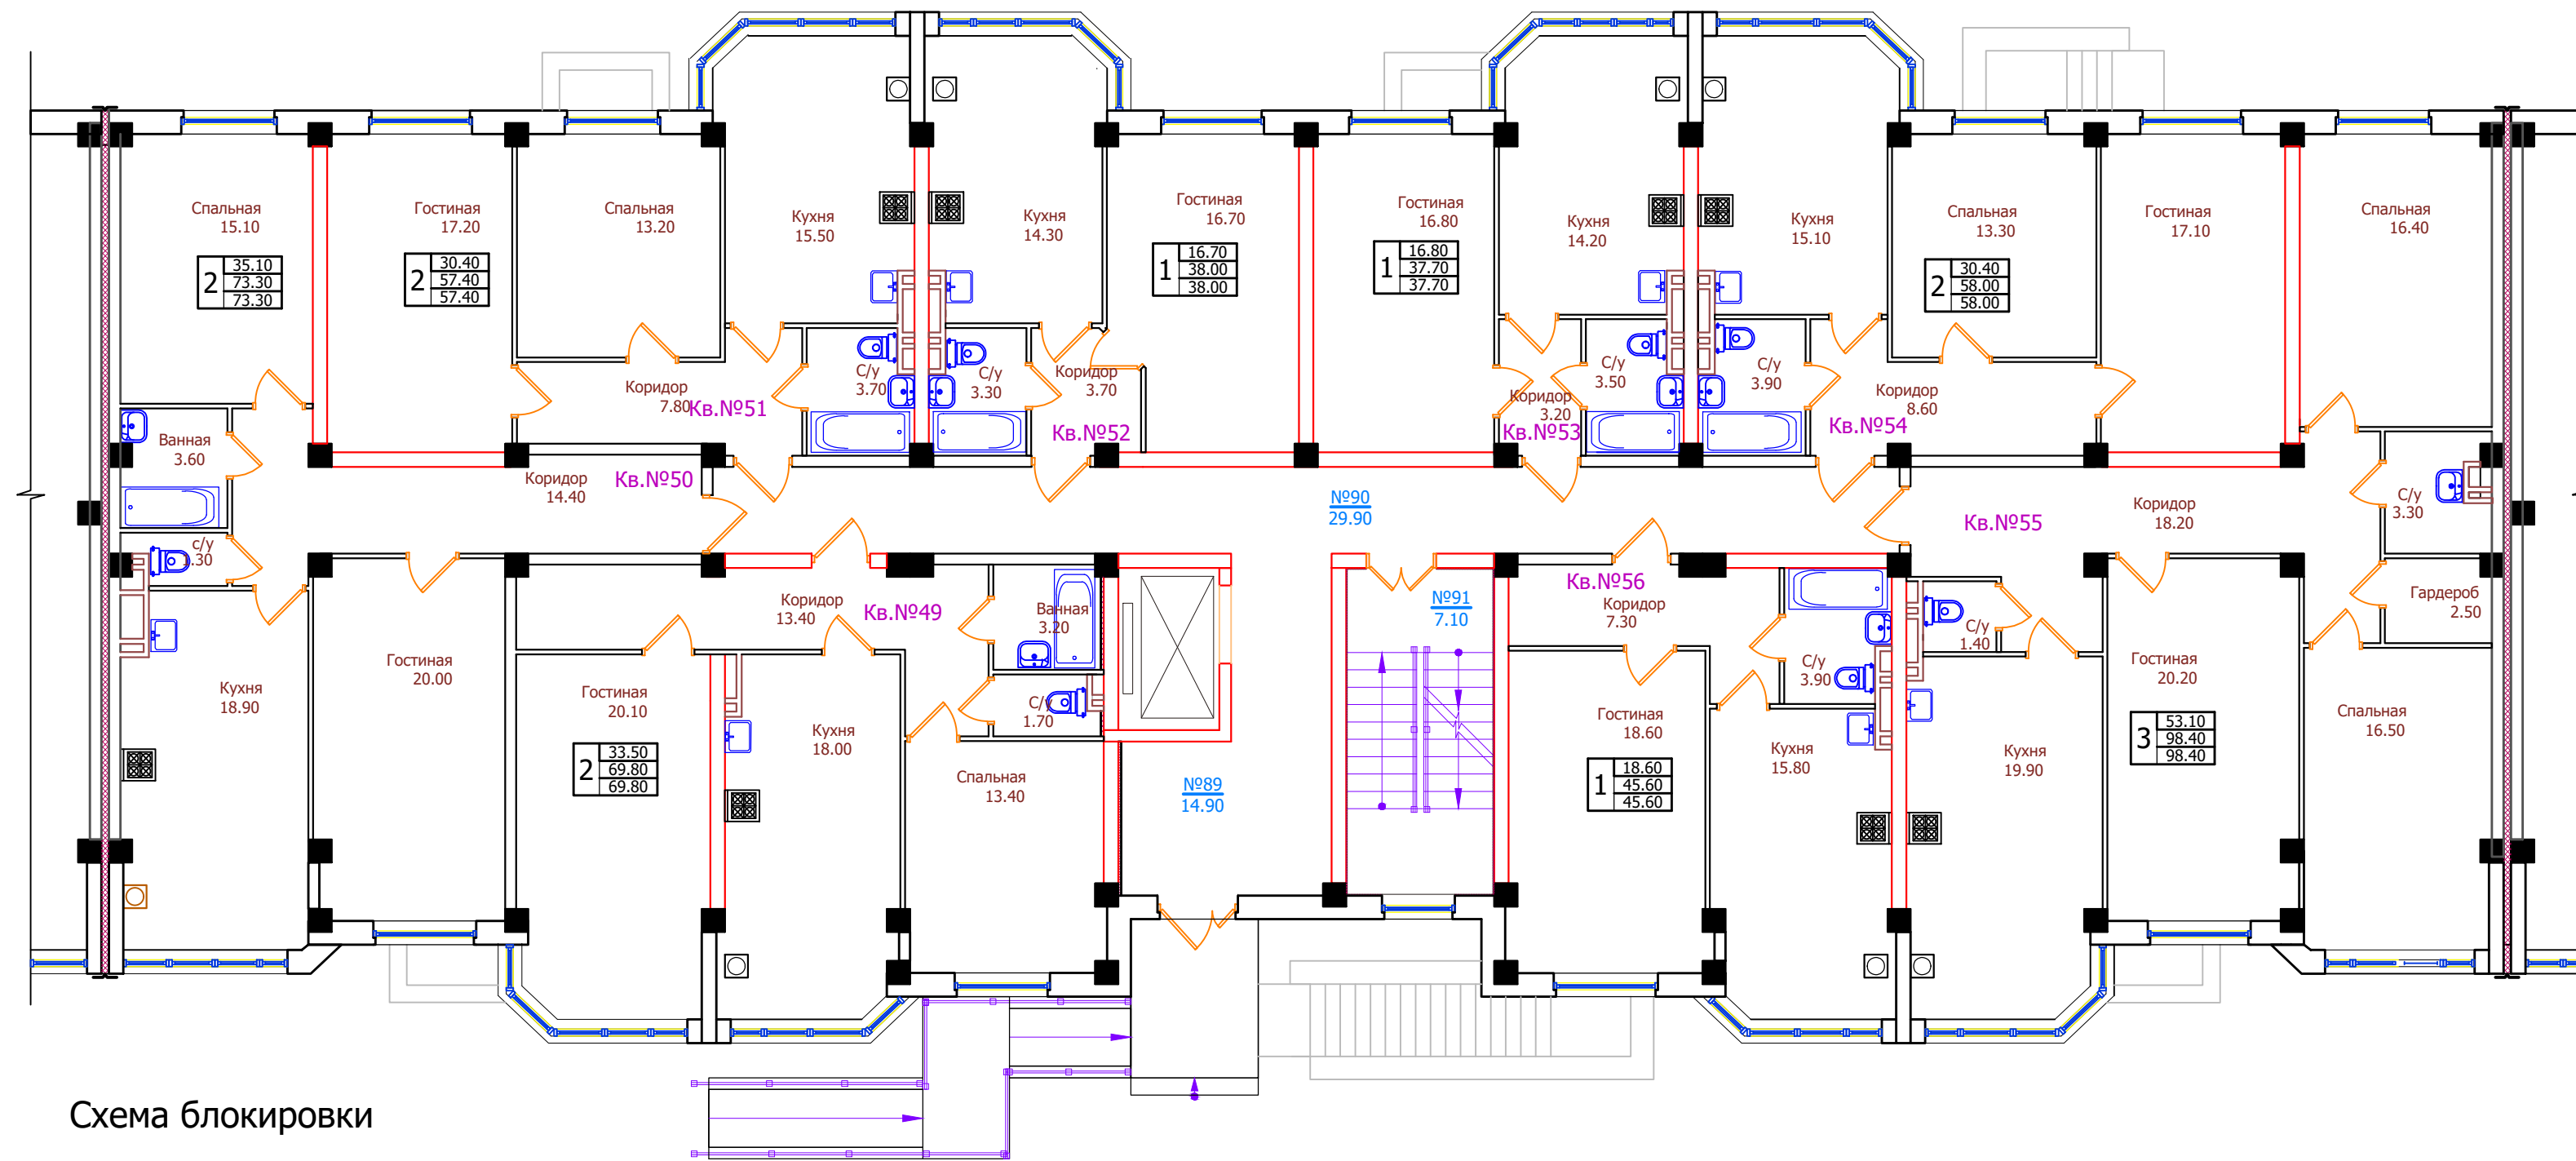 Спальная
15.10
2
35.10
73.30
73.30
Гостиная
17.20
2
30.40
57.40
57.40
Спальная
13.20
Кухня
15.50
Кухня
14.30
Гостиная
16.70
1
16.70
38.00
38.00
Гостиная
16.80
1
16.80
37.70
37.70
Кухня
14.20
Кухня
15.10
Спальная
13.30
2
30.40
58.00
58.00
Гостиная
17.10
Спальная
16.40
Коридор
7.80
Кв.№51
С/у
3.70
С/у
3.30
Коридор
3.70
Кв.№52
Коридор
3.20
Кв.№53
С/у
3.50
С/у
3.90
Коридор
8.60
Кв.№54
Ванная
3.60
Коридор
14.40
Кв.№50
№90
29.90
Кв.№55
Коридор
18.20
С/у
3.30
с/у
1.30
Коридор
13.40
Кв.№49
Ванная
3.20
№91
7.10
Кв.№56
Коридор
7.30
С/у
1.40
Гардероб
2.50
Кухня
18.90
Гостиная
20.00
Гостиная
20.10
2
33.50
69.80
69.80
Кухня
18.00
С/у
1.70
Спальная
13.40
№89
14.90
Гостиная
18.60
1
18.60
45.60
45.60
С/у
3.90
Кухня
15.80
Кухня
19.90
Гостиная
20.20
3
53.10
98.40
98.40
Спальная
16.50
Схема блокировки